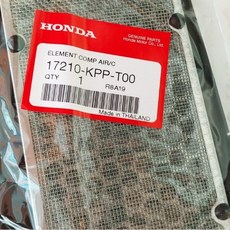 HONDA
GENUINE PARTS
Honda Motor Co., Ltd.
ELEMENT COMP AIR/C
17210-KPP-T00
QTY 1 R8A19
Made in THAILAND